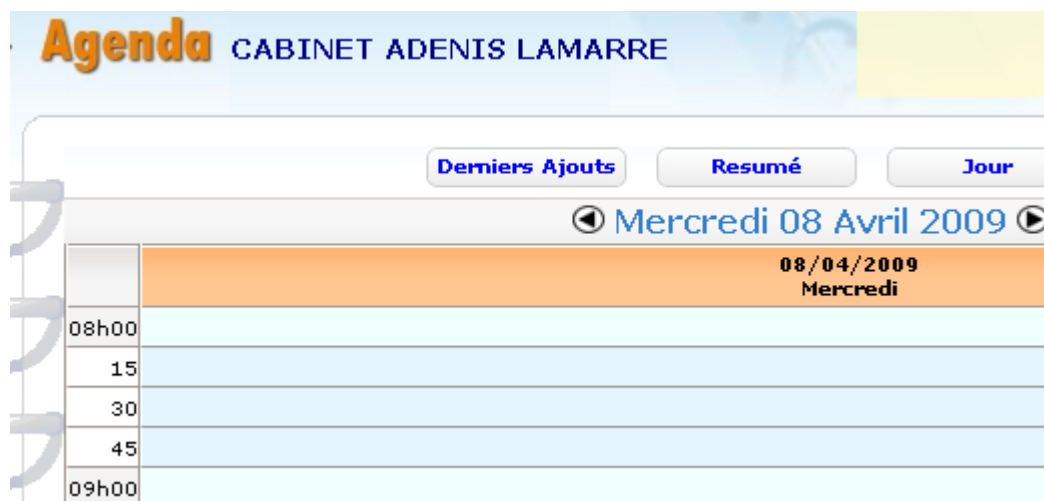 Agenda CABINET ADENIS LAMARRE
Derniers Ajouts Resumé Jour
Mercredi 08 Avril 2009
08/04/2009
Mercredi
08h00
15
30
45
09h00